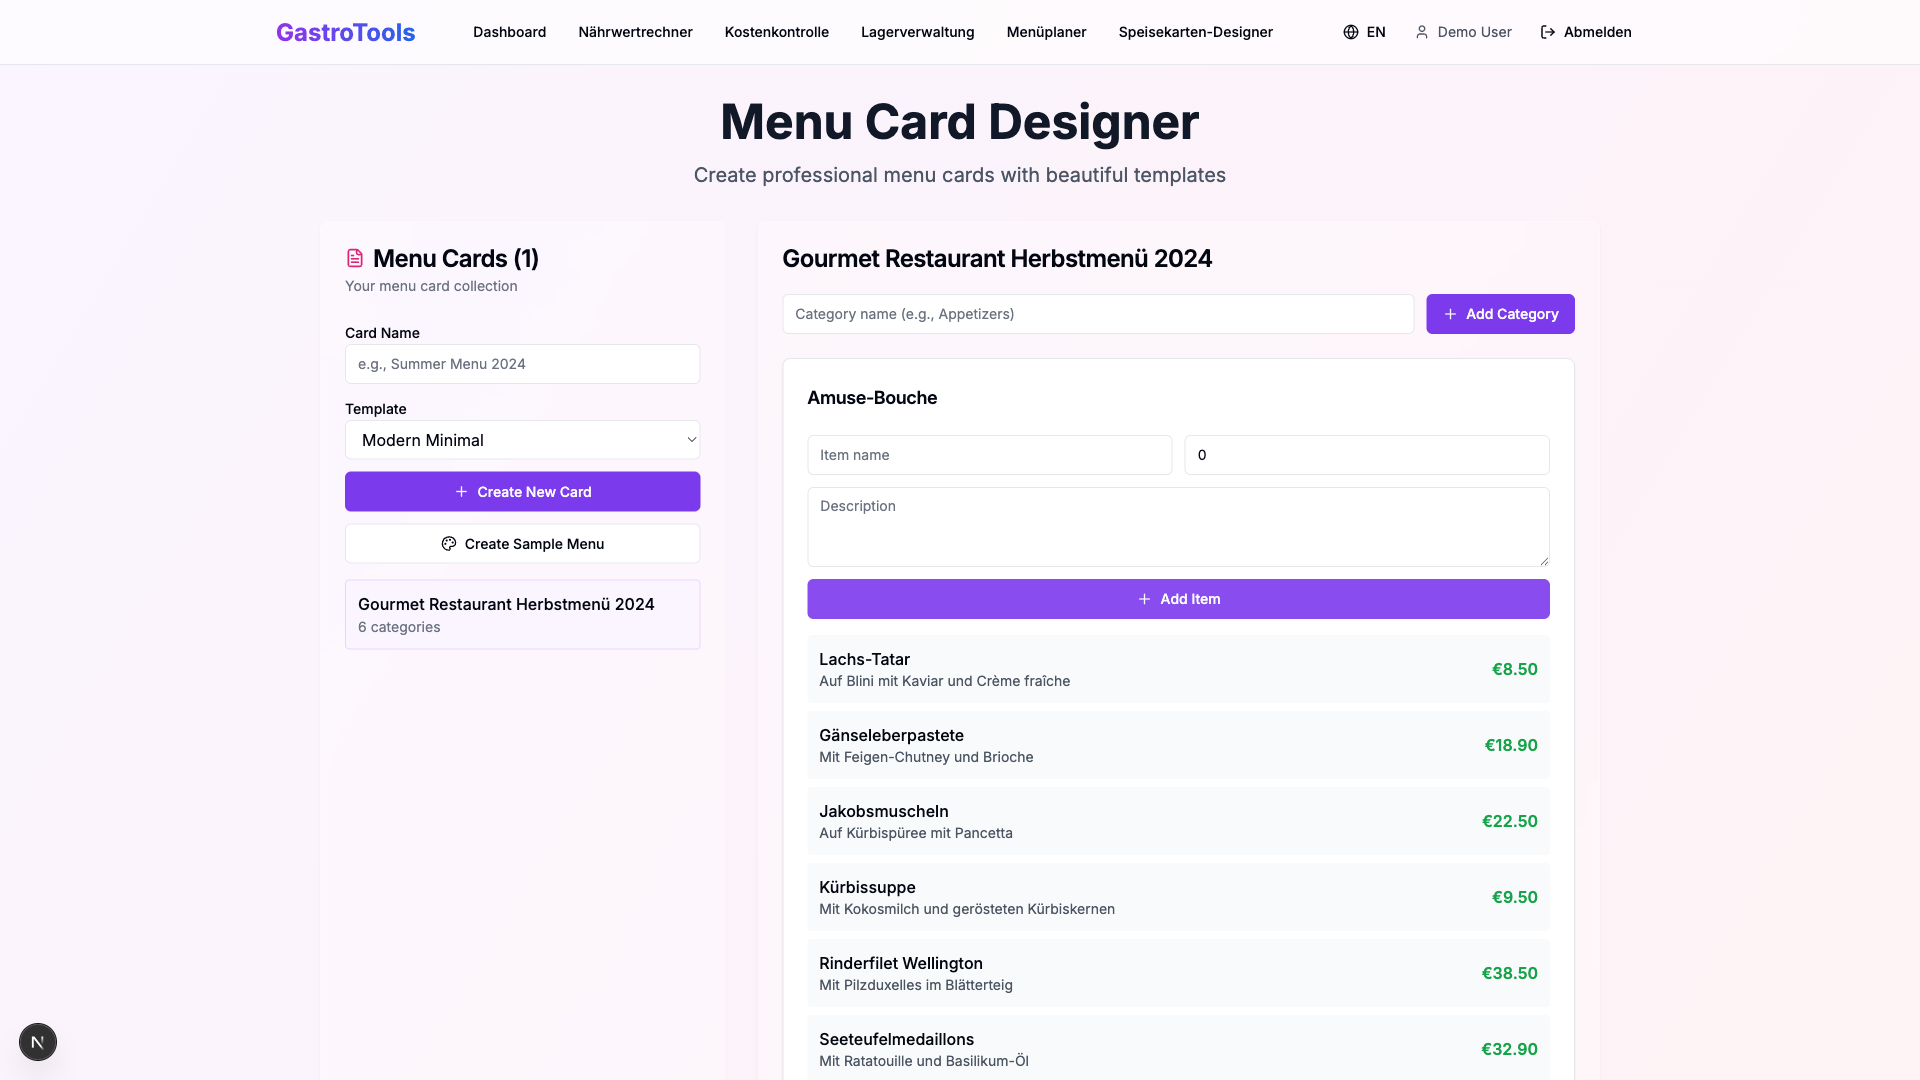 GastroTools
Dashboard
Nährwertrechner
Kostenkontrolle
Lagerverwaltung
Menüplaner
Speisekarten-Designer
EN
Demo User
Abmelden
Menu Card Designer
Create professional menu cards with beautiful templates
Menu Cards (1)
Your menu card collection
Card Name
e.g., Summer Menu 2024
Template
Modern Minimal
Create New Card
Create Sample Menu
Gourmet Restaurant Herbstmenü 2024
6 categories
Gourmet Restaurant Herbstmenü 2024
Category name (e.g., Appetizers)
Add Category
Amuse-Bouche
Item name
0
Description
Add Item
Lachs-Tatar
Auf Blini mit Kaviar und Crème fraîche
€8.50
Gänseleberpastete
Mit Feigen-Chutney und Brioche
€18.90
Jakobsmuscheln
Auf Kürbispüree mit Pancetta
€22.50
Kürbissuppe
Mit Kokosmilch und gerösteten Kürbiskernen
€9.50
Rinderfilet Wellington
Mit Pilzduxelles im Blätterteig
€38.50
Seeteufelmedaillons
Mit Ratatouille und Basilikum-Öl
€32.90
N